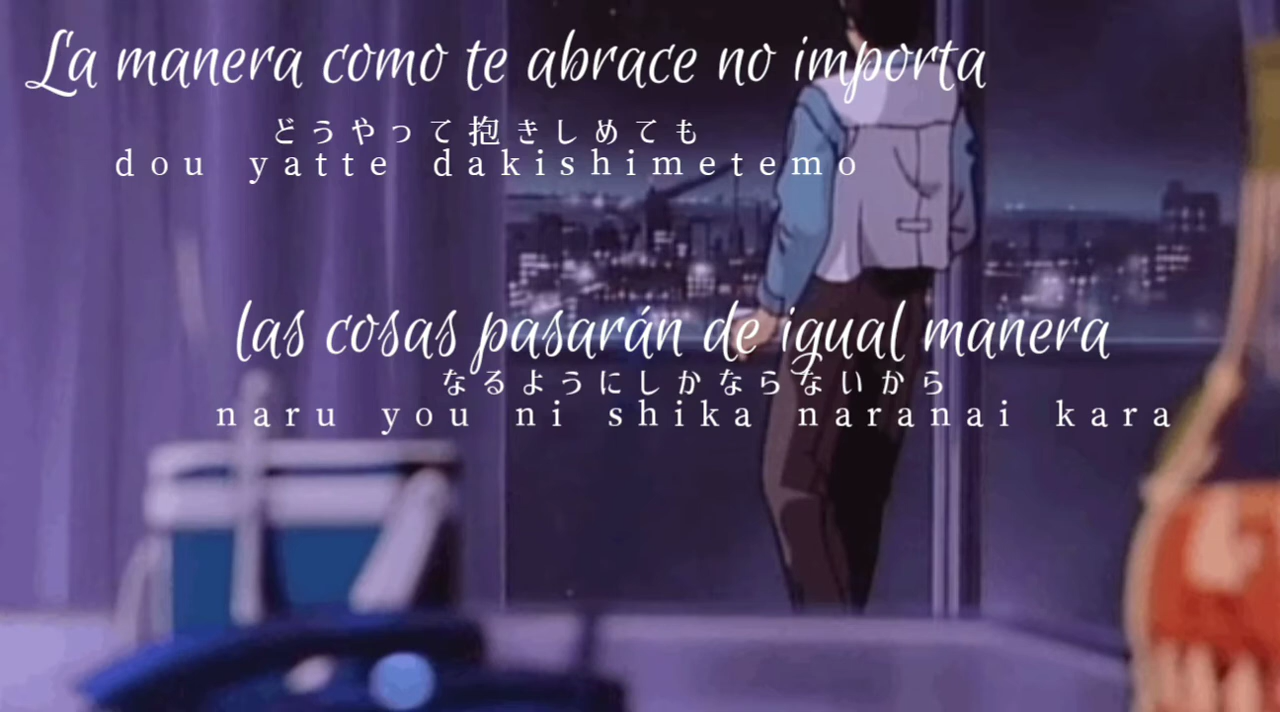 La manera como te abrace no importa
どうやって抱きしめても
dou yatte dakishimetemo
las cosas pasarán de igual manera
なるようにしかならないから
naru you ni shika naranai kara